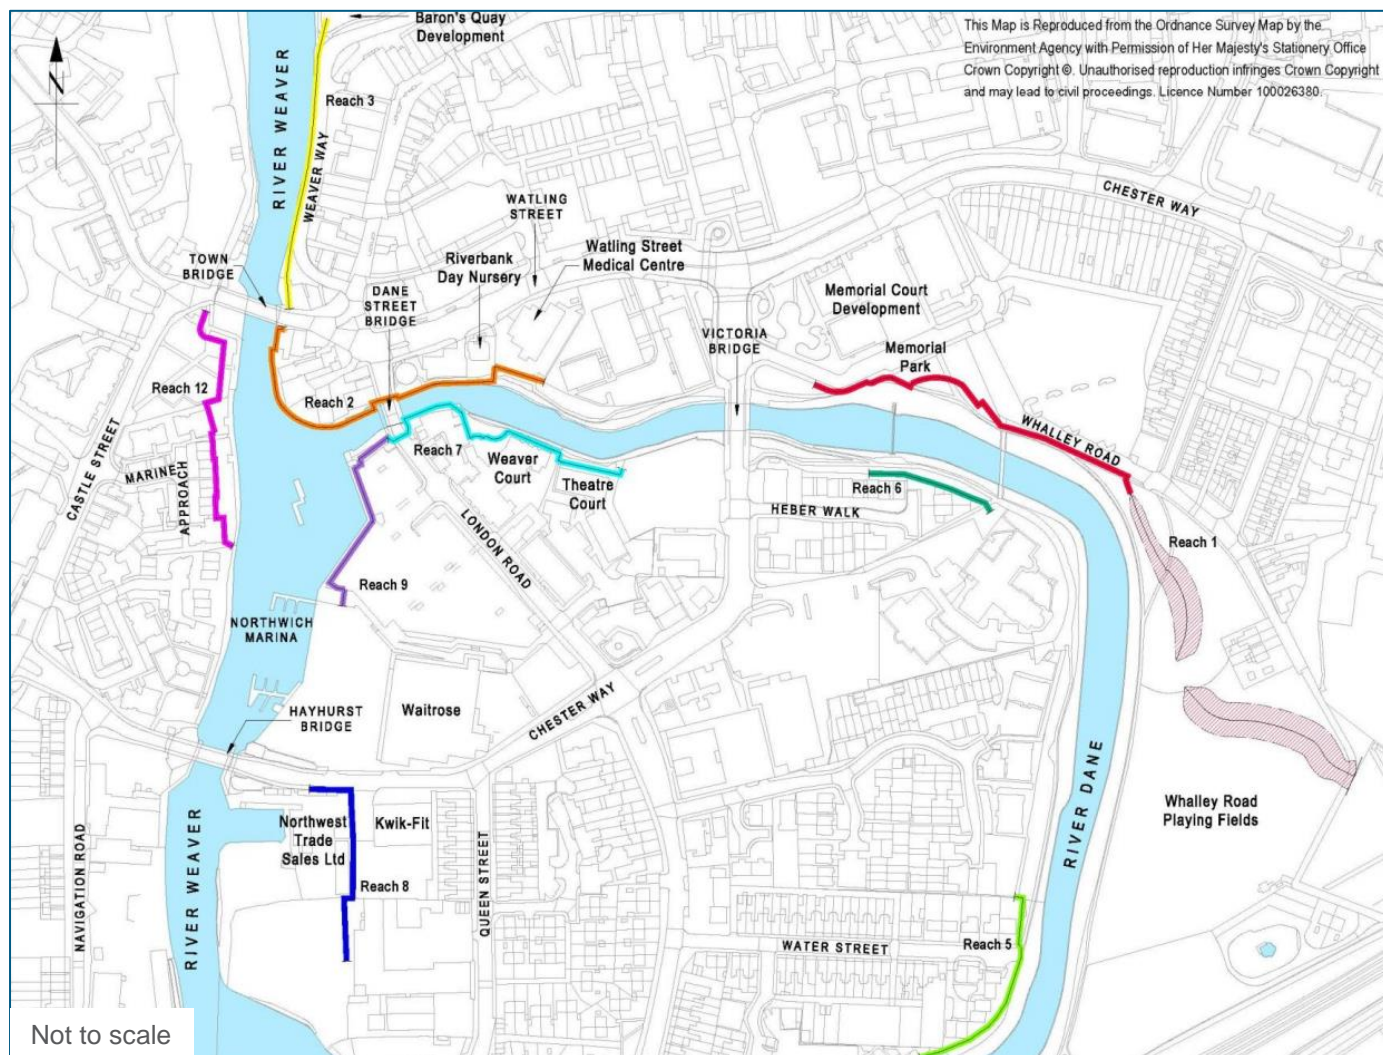 Baron's Quay
Development
This Map is Reproduced from the Ordnance Survey Map by the
Environment Agency with Permission of Her Majesty's Stationery Office
Crown Copyright ©. Unauthorised reproduction infringes Crown Copyright
and may lead to civil proceedings. Licence Number 100026380.
N
RIVER WEAVER
Reach 3
WEAVER WAY
CHESTER WAY
WATLING
STREET
TOWN
BRIDGE
Riverbank
Day Nursery
Watling Street
Medical Centre
DANE
STREET
BRIDGE
Memorial Court
Development
VICTORIA
BRIDGE
Memorial
Park
Reach 12
Reach 2
WHALLEY ROAD
CASTLE STREET
MARINE
APPROACH
Reach 7
Weaver
Court
Theatre
Court
Reach 6
HEBER WALK
LONDON ROAD
Reach 1
Reach 9
NORTHWICH
MARINA
HAYHURST
BRIDGE
Waitrose
CHESTER WAY
RIVER DANE
Whalley Road
Playing Fields
Northwest
Trade
Sales Ltd
Kwik-Fit
NAVIGATION ROAD
RIVER WEAVER
Reach 8
QUEEN STREET
WATER STREET
Reach 5
Not to scale